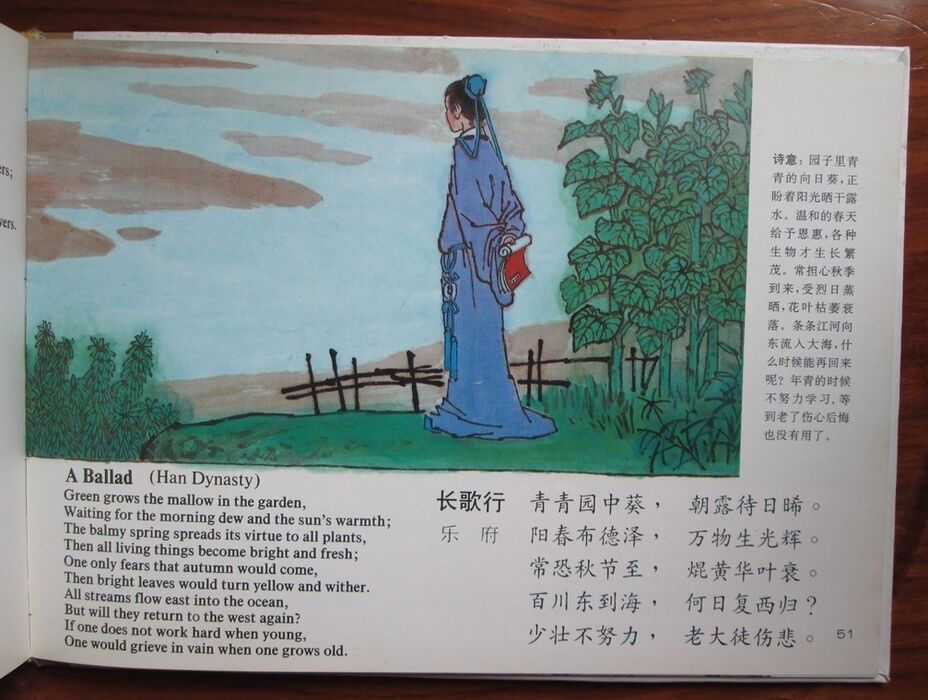 ers;
vers.
诗意：园子里青
青的向日葵，正
盼着阳光晒干露
水。温和的春天
给予恩惠，各种
生物才生长繁
茂。常担心秋季
到来，受烈日蒸
晒，花叶枯萎衰
落。条条江河向
东流入大海，什
么时候能再回来
呢？年青的时候
不努力学习，等
到老了伤心后悔
也没有用了。
A Ballad (Han Dynasty)
Green grows the mallow in the garden,
Waiting for the morning dew and the sun's warmth;
The balmy spring spreads its virtue to all plants,
Then all living things become bright and fresh;
One only fears that autumn would come,
Then bright leaves would turn yellow and wither.
All streams flow east into the ocean,
But will they return to the west again?
If one does not work hard when young,
One would grieve in vain when one grows old.
长歌行
乐府
青青园中葵， 朝露待日晞。
阳春布德泽， 万物生光辉。
常恐秋节至， 焜黄华叶衰。
百川东到海， 何日复西归？
少壮不努力， 老大徒伤悲。
51